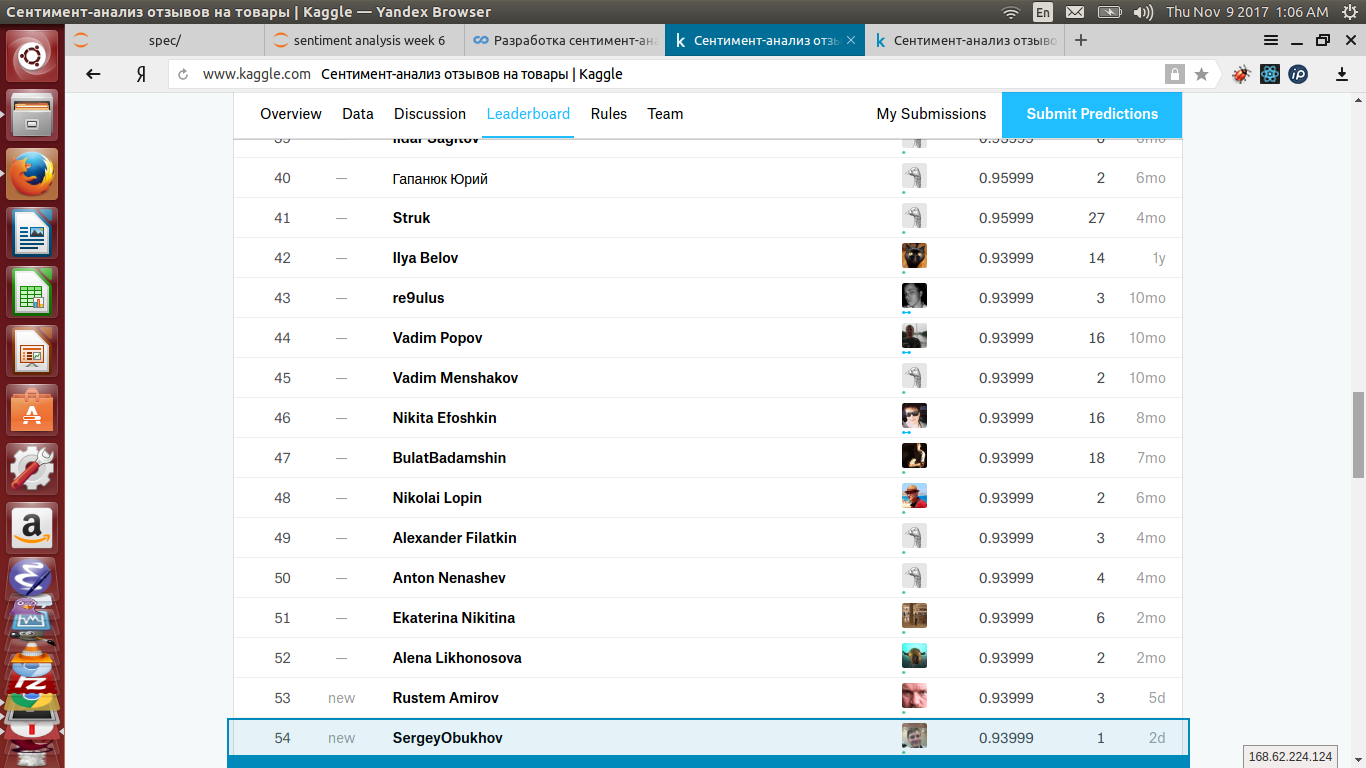 Сентимент-анализ отзывов на товары | Kaggle — Yandex Browser
En
Thu Nov 9 2017 1:06 AM
spec/
sentiment analysis week 6
Разработка сентимент-ан
Сентимент-анализ отзы
Сентимент-анализ отзыво
Я
www.kaggle.com Сентимент-анализ отзывов на товары | Kaggle
Overview Data Discussion Leaderboard Rules Team My Submissions Submit Predictions
40 — Гапанюк Юрий 0.95999 2 6mo
41 — Struk 0.95999 27 4mo
42 — Ilya Belov 0.93999 14 1y
43 — re9ulus 0.93999 3 10mo
44 — Vadim Popov 0.93999 16 10mo
45 — Vadim Menshakov 0.93999 2 10mo
46 — Nikita Efoshkin 0.93999 16 8mo
47 — BulatBadamshin 0.93999 18 7mo
48 — Nikolai Lopin 0.93999 2 6mo
49 — Alexander Filatkin 0.93999 3 4mo
50 — Anton Nenashev 0.93999 4 4mo
51 — Ekaterina Nikitina 0.93999 6 2mo
52 — Alena Likhonosova 0.93999 2 2mo
53 new Rustem Amirov 0.93999 3 5d
54 new SergeyObukhov 0.93999 1 2d
168.62.224.124